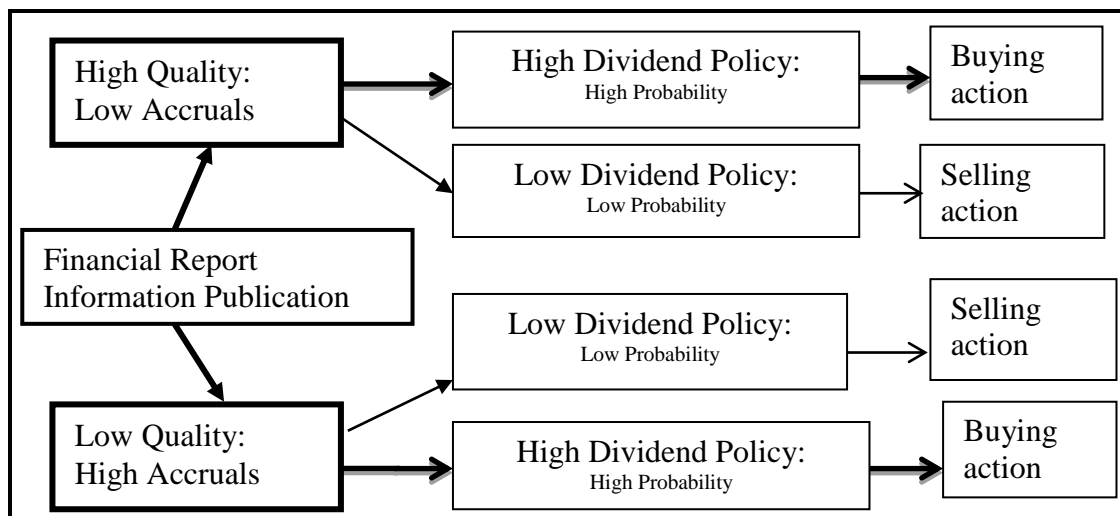 High Quality:
Low Accruals
High Dividend Policy:
High Probability
Buying
action
Low Dividend Policy:
Low Probability
Selling
action
Financial Report
Information Publication
Low Dividend Policy:
Low Probability
Selling
action
Low Quality:
High Accruals
High Dividend Policy:
High Probability
Buying
action